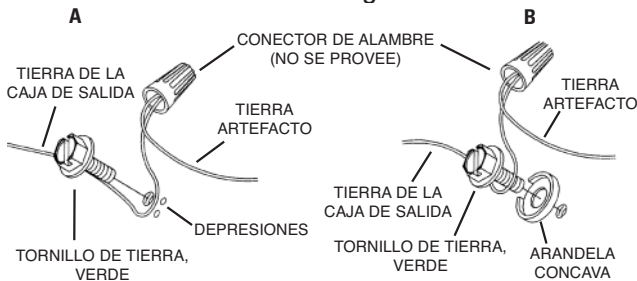 A
B
CONECTOR DE ALAMBRE
(NO SE PROVEE)
TIERRA DE LA
CAJA DE SALIDA
TIERRA
ARTEFACTO
DEPRESIONES
TORNILLO DE TIERRA,
VERDE
TIERRA
ARTEFACTO
TIERRA DE LA
CAJA DE SALIDA
TORNILLO DE TIERRA,
VERDE
ARANDELA
CONCAVA